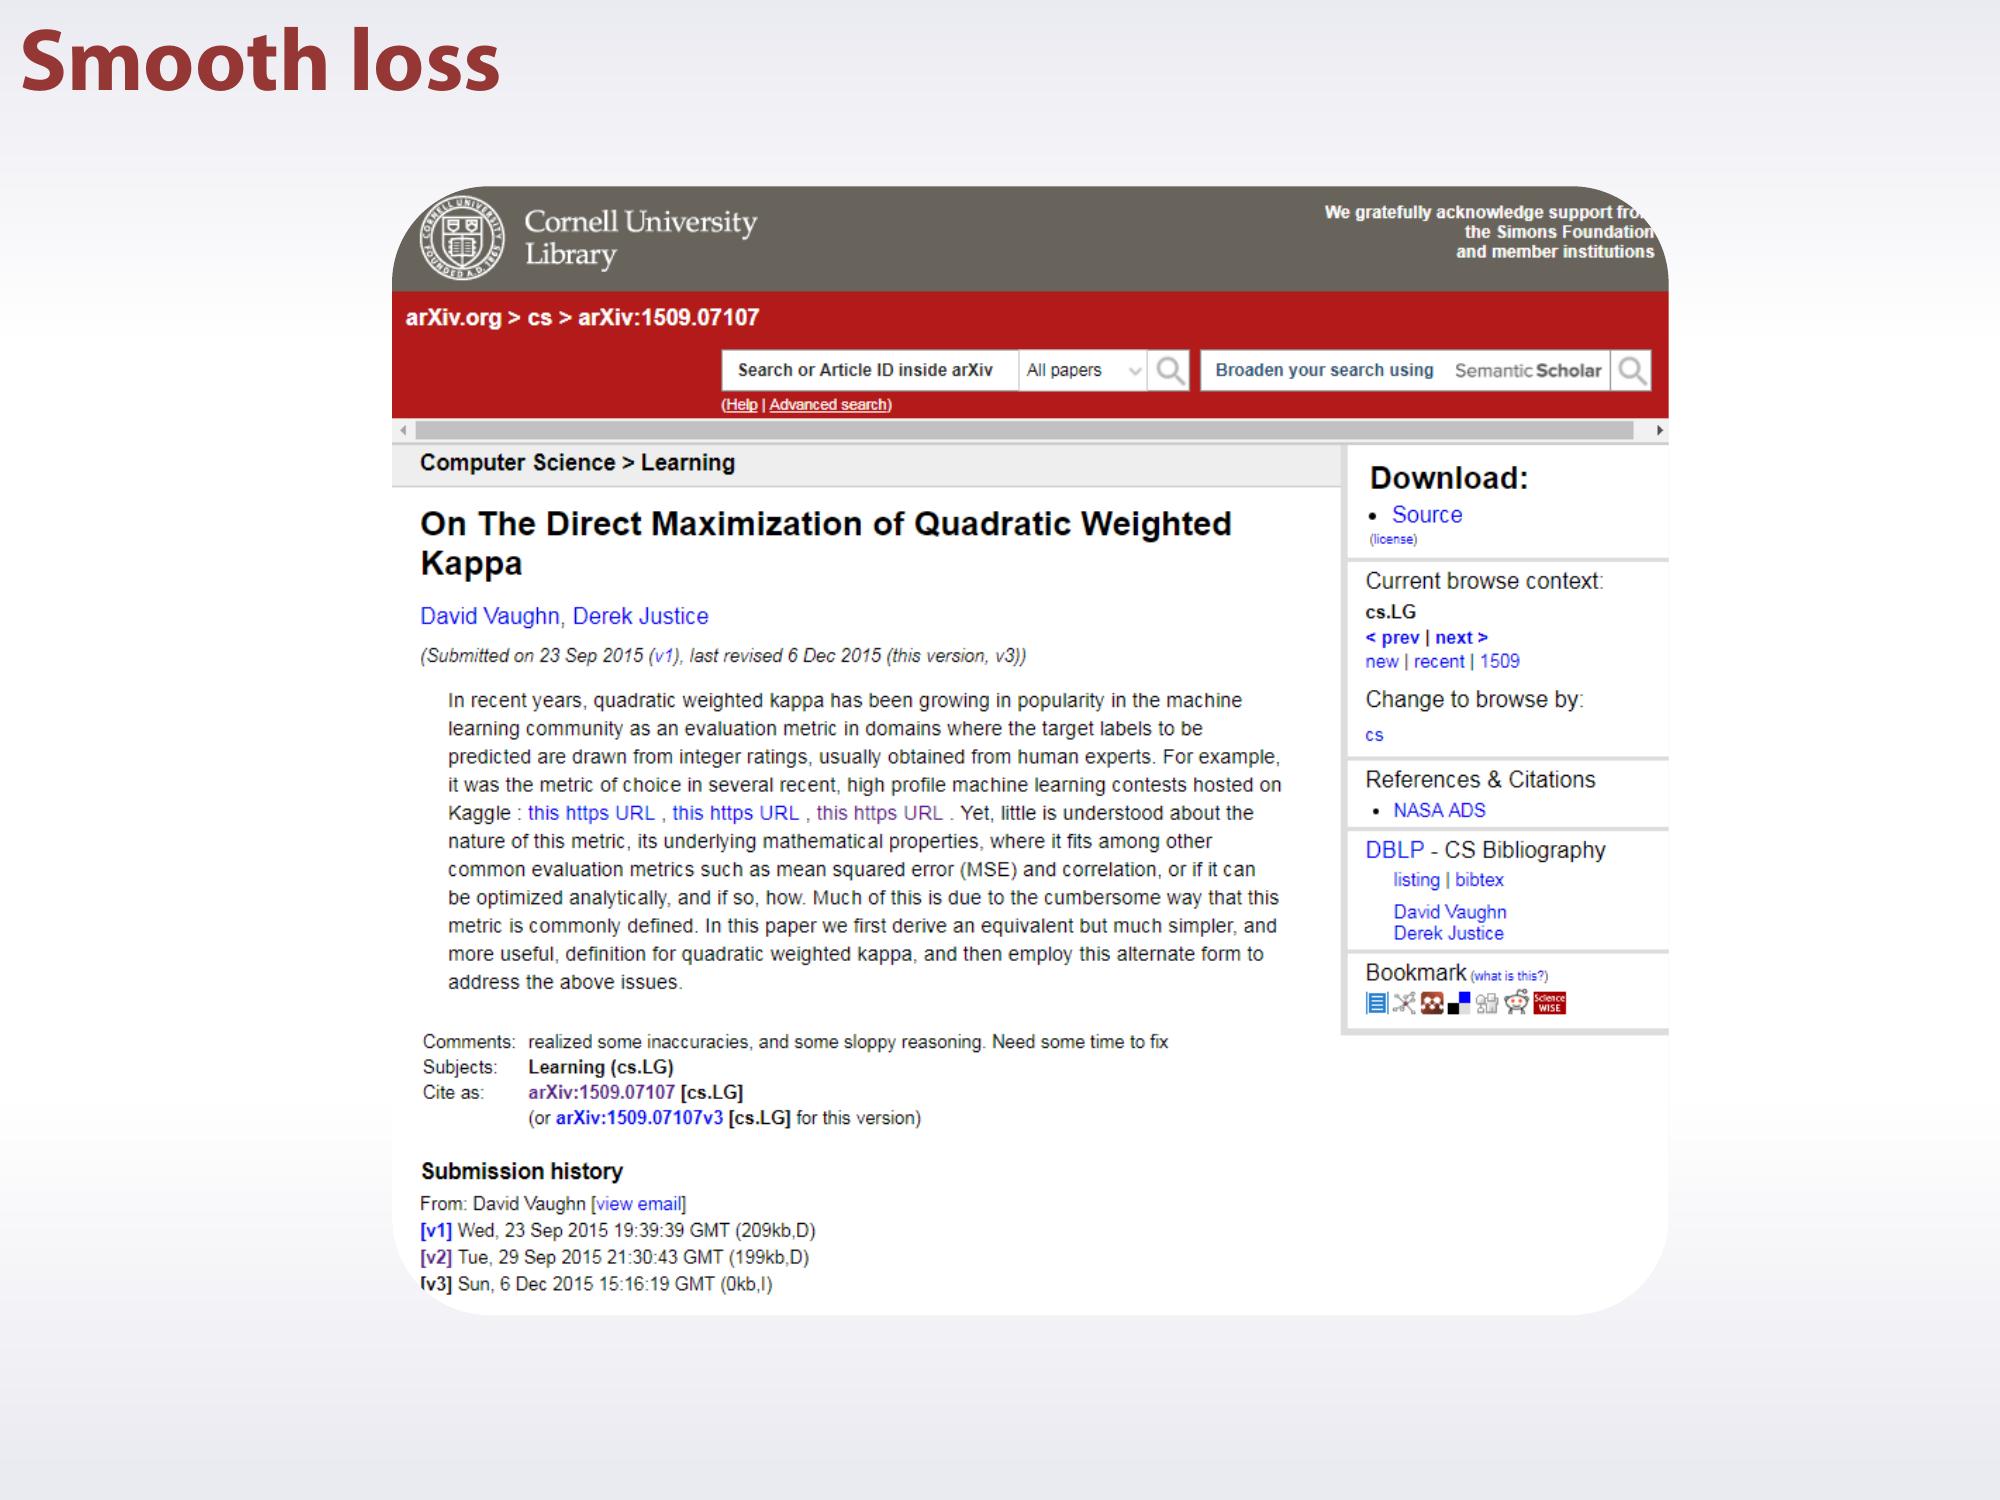 Smooth loss
Cornell University
Library
We gratefully acknowledge support from
the Simons Foundation
and member institutions
arXiv.org > cs > arXiv:1509.07107
Search or Article ID inside arXiv All papers Broaden your search using Semantic Scholar
(Help | Advanced search)
Computer Science > Learning
On The Direct Maximization of Quadratic Weighted
Kappa
David Vaughn, Derek Justice
(Submitted on 23 Sep 2015 (v1), last revised 6 Dec 2015 (this version, v3))
In recent years, quadratic weighted kappa has been growing in popularity in the machine
learning community as an evaluation metric in domains where the target labels to be
predicted are drawn from integer ratings, usually obtained from human experts. For example,
it was the metric of choice in several recent, high profile machine learning contests hosted on
Kaggle : this https URL , this https URL , this https URL . Yet, little is understood about the
nature of this metric, its underlying mathematical properties, where it fits among other
common evaluation metrics such as mean squared error (MSE) and correlation, or if it can
be optimized analytically, and if so, how. Much of this is due to the cumbersome way that this
metric is commonly defined. In this paper we first derive an equivalent but much simpler, and
more useful, definition for quadratic weighted kappa, and then employ this alternate form to
address the above issues.
Comments: realized some inaccuracies, and some sloppy reasoning. Need some time to fix
Subjects: Learning (cs.LG)
Cite as: arXiv:1509.07107 [cs.LG]
(or arXiv:1509.07107v3 [cs.LG] for this version)
Submission history
From: David Vaughn [view email]
[v1] Wed, 23 Sep 2015 19:39:39 GMT (209kb,D)
[v2] Tue, 29 Sep 2015 21:30:43 GMT (199kb,D)
[v3] Sun, 6 Dec 2015 15:16:19 GMT (0kb,I)
Download:
• Source
(license)
Current browse context:
cs.LG
< prev | next >
new | recent | 1509
Change to browse by:
cs
References & Citations
• NASA ADS
DBLP - CS Bibliography
listing | bibtex
David Vaughn
Derek Justice
Bookmark (what is this?)
Science
WISE